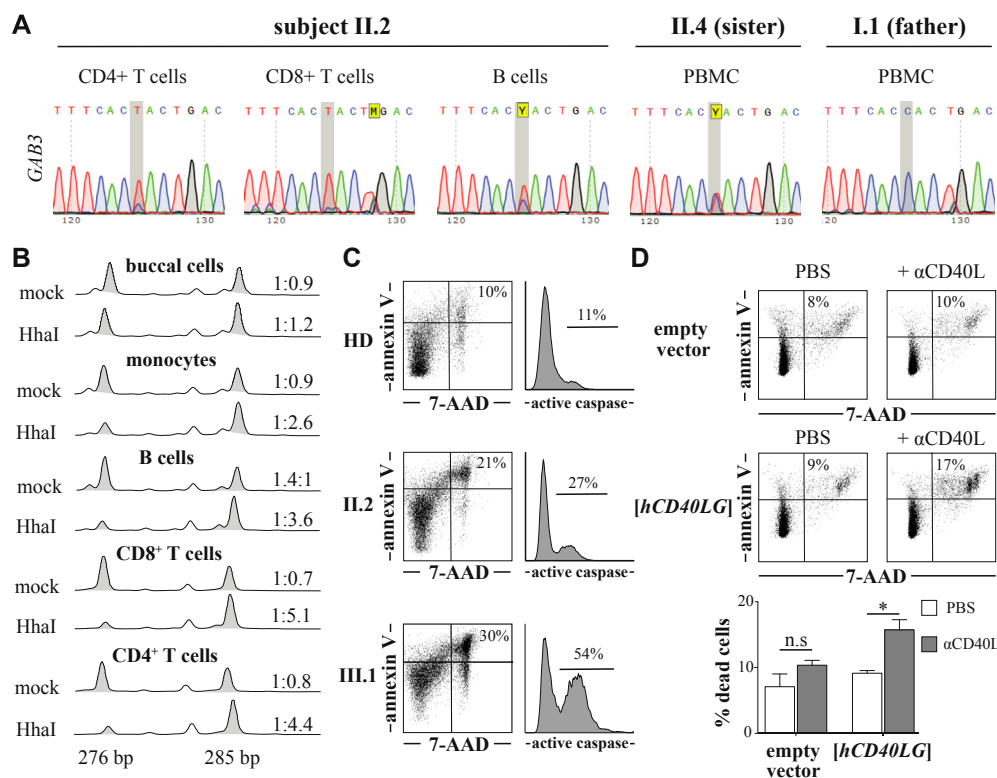 A
subject II.2 II.4 (sister) I.1 (father)
CD4+ T cells CD8+ T cells B cells PBMC PBMC
T T T C A C T A C T G A C T T T C A C T A C T M G A C T T T C A C Y A C T G A C T T T C A C Y A C T G A C T T T C A C C A C T G A C
GAB3
120 130 120 130 120 130 120 130 20 130
B
buccal cells
mock 1:0.9
HhaI 1:1.2
monocytes
mock 1:0.9
HhaI 1:2.6
B cells
mock 1.4:1
HhaI 1:3.6
CD8+ T cells
mock 1:0.7
HhaI 1:5.1
CD4+ T cells
mock 1:0.8
HhaI 1:4.4
276 bp 285 bp
C
HD
–annexin V–
10%
11%
7-AAD
-active caspase-
II.2
–annexin V–
21%
27%
7-AAD
-active caspase-
III.1
–annexin V–
30%
54%
7-AAD
-active caspase-
D
PBS + αCD40L
empty
vector
–annexin V–
8% 10%
7-AAD
PBS + αCD40L
[hCD40LG]
–annexin V–
9% 17%
7-AAD
% dead cells
20
10
0
n.s
*
PBS
αCD40L
empty
vector
[hCD40LG]